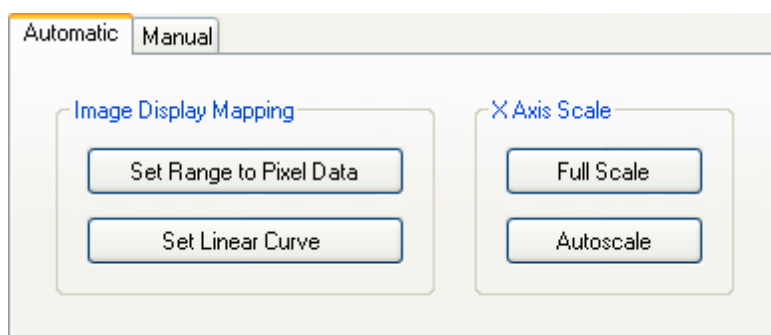 Automatic Manual
Image Display Mapping
Set Range to Pixel Data
Set Linear Curve
X Axis Scale
Full Scale
Autoscale